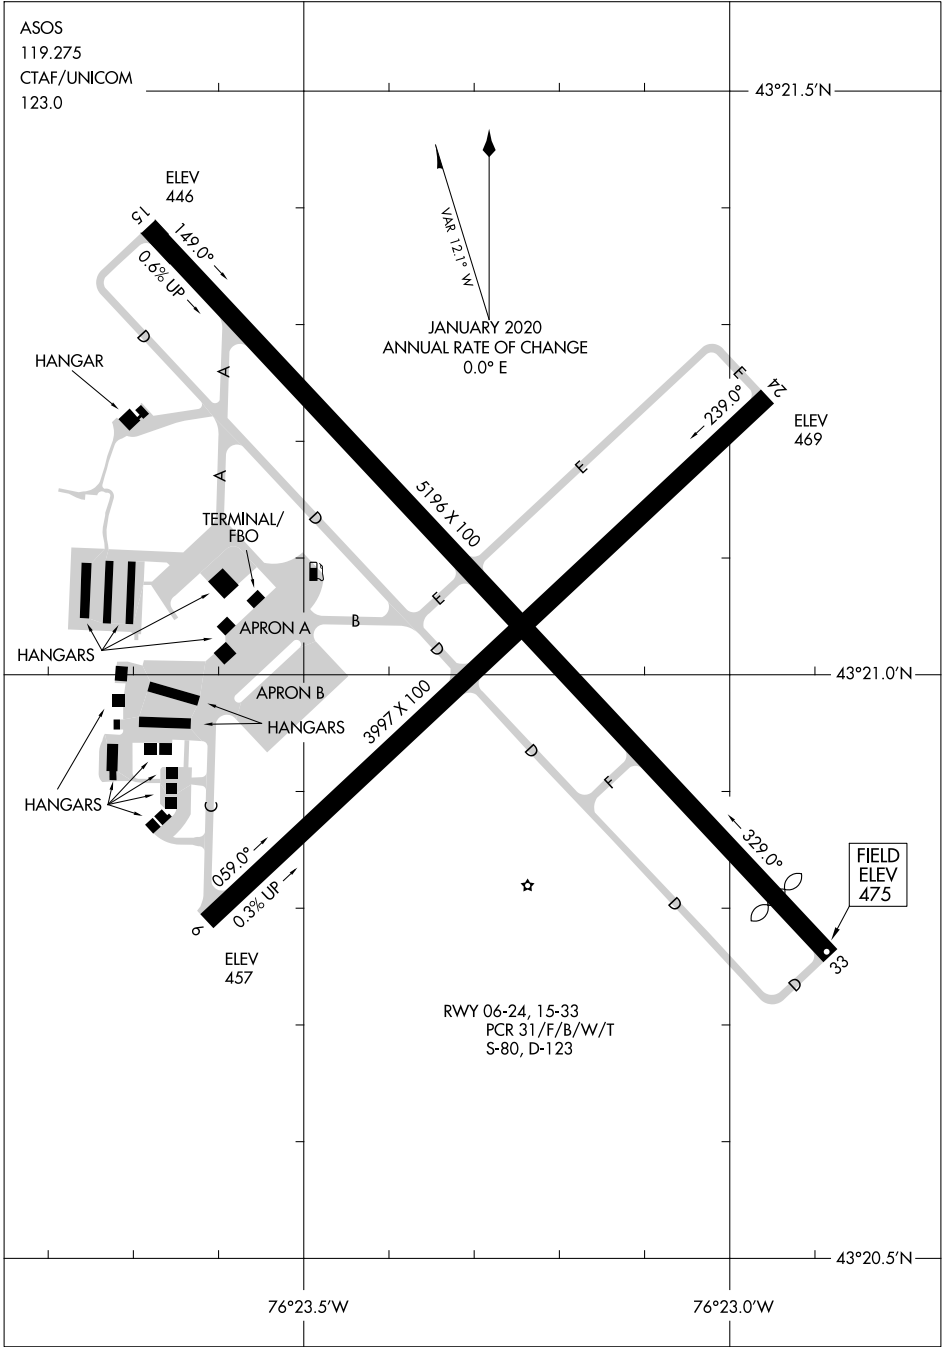 ASOS
119.275
CTAF/UNICOM
123.0
43°21.5'N
ELEV
446
15
149.0°
0.6% UP
VAR 12.1° W
JANUARY 2020
ANNUAL RATE OF CHANGE
0.0° E
D
HANGAR
A
E
24
239.0°
ELEV
469
A
E
5196 X 100
TERMINAL/
FBO
D
E
B
APRON A
D
HANGARS
43°21.0'N
APRON B
3997 X 100
HANGARS
D
F
HANGARS
C
329.0°
059.0°
0.3% UP
FIELD
ELEV
475
D
6
ELEV
457
33
D
RWY 06-24, 15-33
PCR 31/F/B/W/T
S-80, D-123
43°20.5'N
76°23.5'W
76°23.0'W